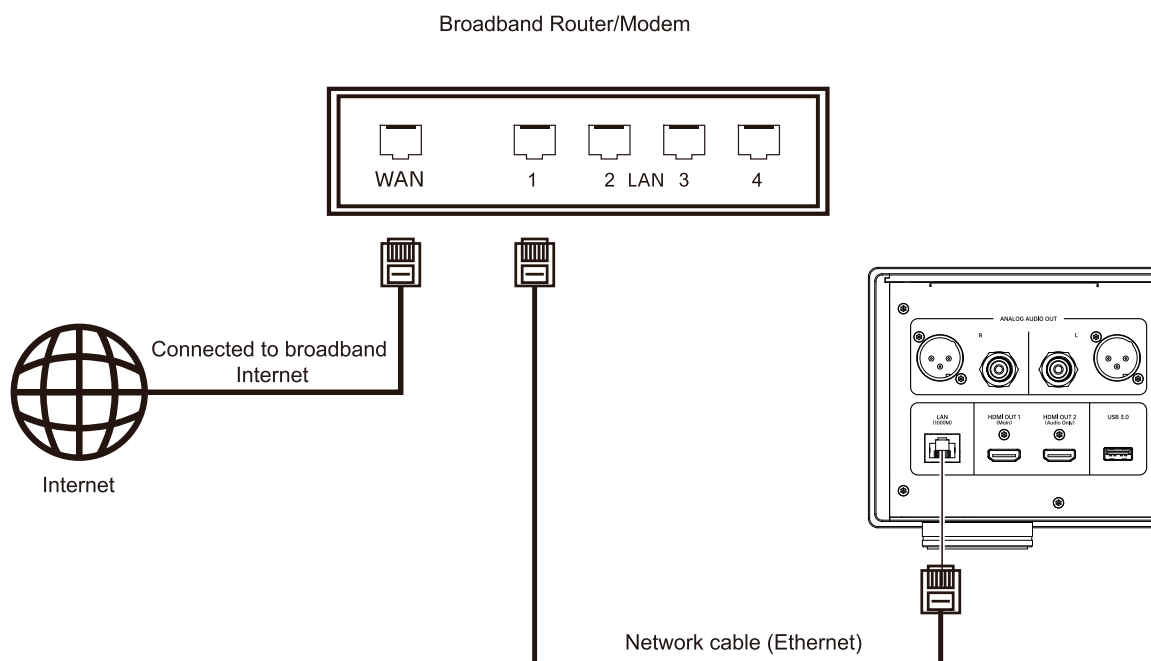 Broadband Router/Modem
WAN
1
2 LAN 3
4
Connected to broadband
Internet
Internet
ANALOG AUDIO OUT
R
L
LAN
(1000M)
HDMI OUT 1
(Main)
HDMI OUT 2
(Audio Only)
USB 3.0
Network cable (Ethernet)